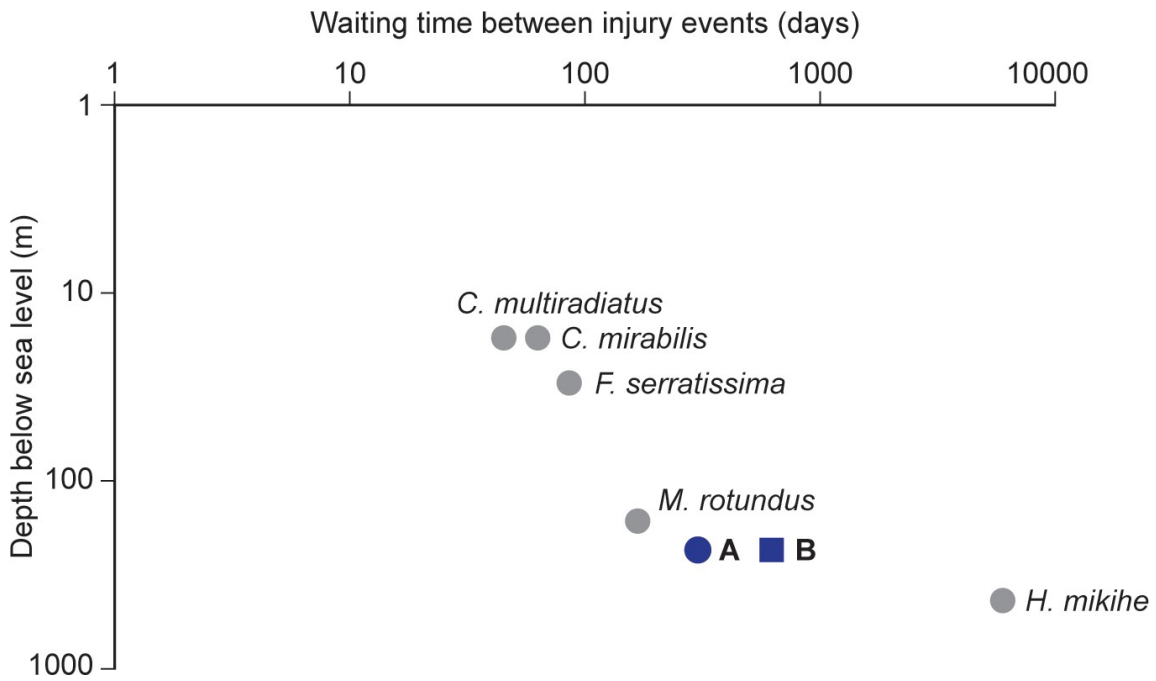 Waiting time between injury events (days)
1 10 100 1000 10000
1
10
100
1000
Depth below sea level (m)
C. multiradiatus
C. mirabilis
F. serratissima
M. rotundus
A B
H. mikihe